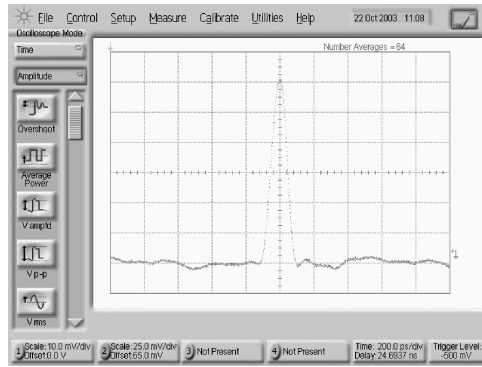 File Control Setup Measure Calibrate Utilities Help 22 Oct 2003 11:08
Oscilloscope Mode
Time
Number Averages = 64
Amplitude
Overshoot
Average
Power
V amptd
V p-p
V rms
1 Scale: 10.0 mV/div
Offset:0.0 V
2 Scale: 25.0 mV/div
Offset:65.0 mV
3 Not Present
4 Not Present
Time: 200.0 ps/div
Delay: 24.6937 ns
Trigger Level:
-500 mV